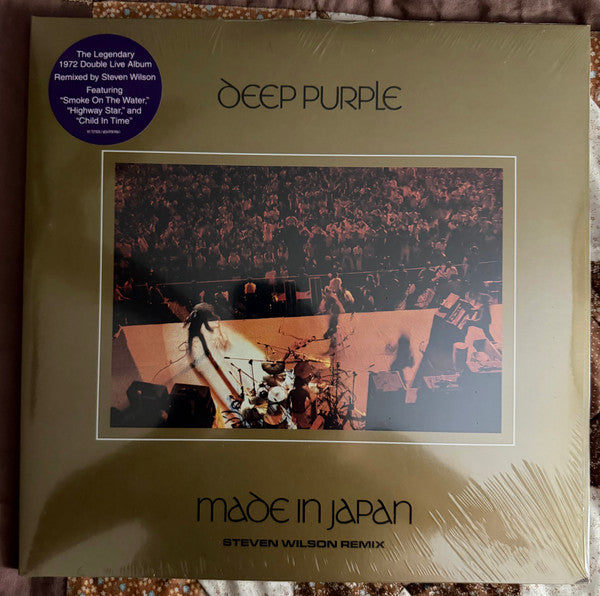 The Legendary
1972 Double Live Album
Remixed by Steven Wilson
Featuring
“Smoke On The Water,”
“Highway Star,” and
“Child In Time”
DEEP PURPLE
MADE IN JAPAN
STEVEN WILSON REMIX